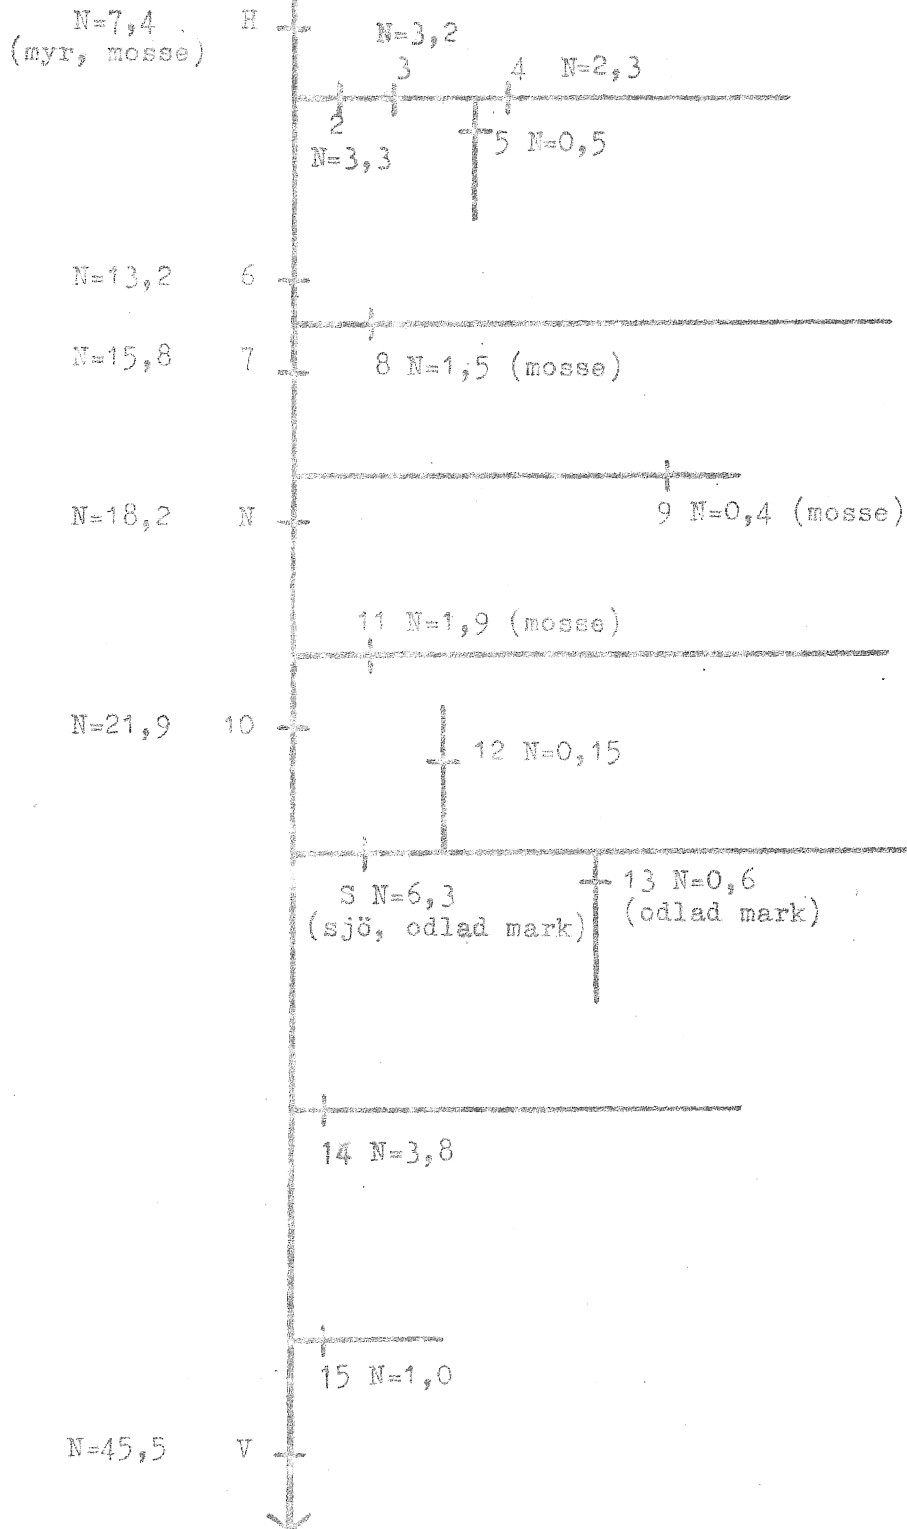 N=7,4 H
(myr, mosse)
N=3,2
3
4 N=2,3
2
N=3,3
5 N=0,5
N=13,2 6
N=15,8 7
8 N=1,5 (mosse)
9 N=0,4 (mosse)
N=18,2 N
11 N=1,9 (mosse)
N=21,9 10
12 N=0,15
S N=6,3
(sjö, odlad mark)
13 N=0,6
(odlad mark)
14 N=3,8
15 N=1,0
N=45,5 V